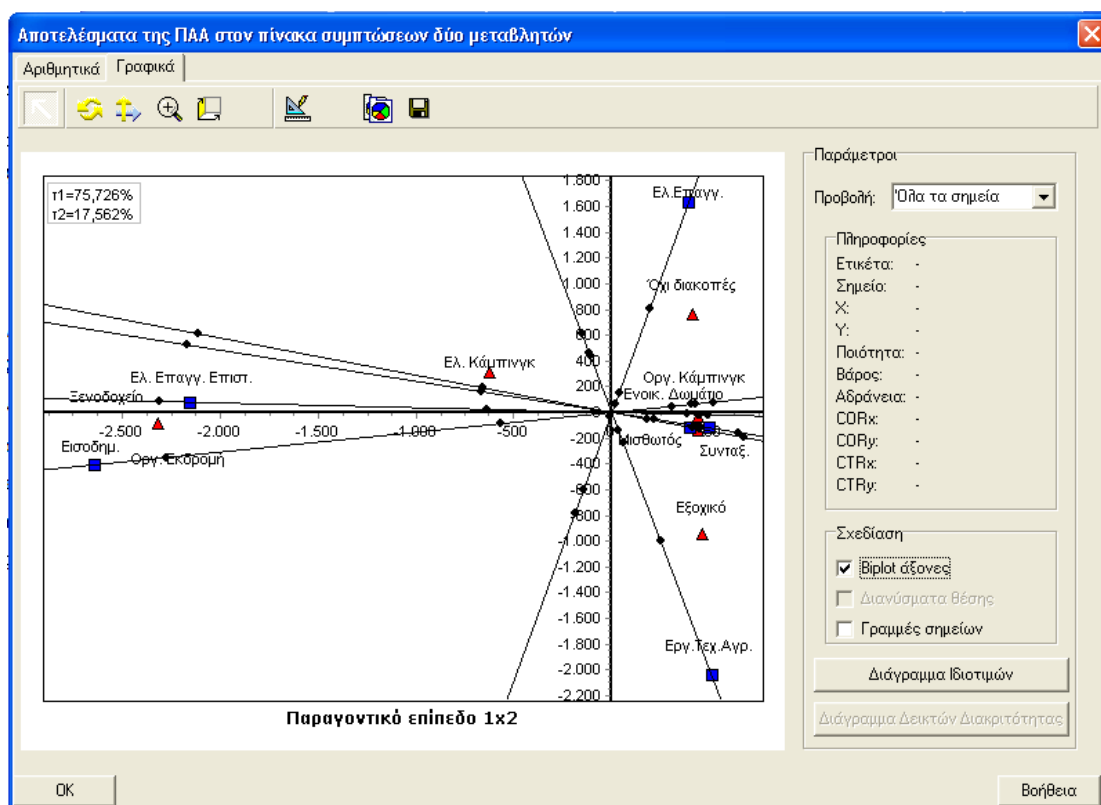 Αποτελέσματα της ΠΑΑ στον πίνακα συμπτώσεων δύο μεταβλητών
Αριθμητικά Γραφικά
τ1=75,726%
τ2=17,562%
1.800
1.600
1.400
1.200
1.000
800
600
400
200
Ελ.Επαγγ.
Όχι διακοπές
Ελ. Κάμπινγκ
Οργ. Κάμπινγκ
Ελ. Επαγγ. Επιστ.
Ενοικ. Δωμάτιο
Ξενοδοχείο
-2.500 -2.000 -1.500 -1.000 -500
Εισοδημ.
Οργ. Εκδρομή
Μισθωτός
Συνταξ.
-200
-400
-600
-800
-1.000
-1.200
-1.400
-1.600
-1.800
-2.000
-2.200
Εξοχικό
Εργ.Τεχ.Αγρ.
Παραγοντικό επίπεδο 1x2
Παράμετροι
Προβολή: Όλα τα σημεία
Πληροφορίες
Ετικέτα: -
Σημείο: -
X: -
Y: -
Ποιότητα: -
Βάρος: -
Αδράνεια: -
CORx: -
CORy: -
CTRx: -
CTRy: -
Σχεδίαση
Biplot άξονες
Διανύσματα θέσης
Γραμμές σημείων
Διάγραμμα Ιδιοτιμών
Διάγραμμα Δεικτών Διακριτότητας
OK
Βοήθεια